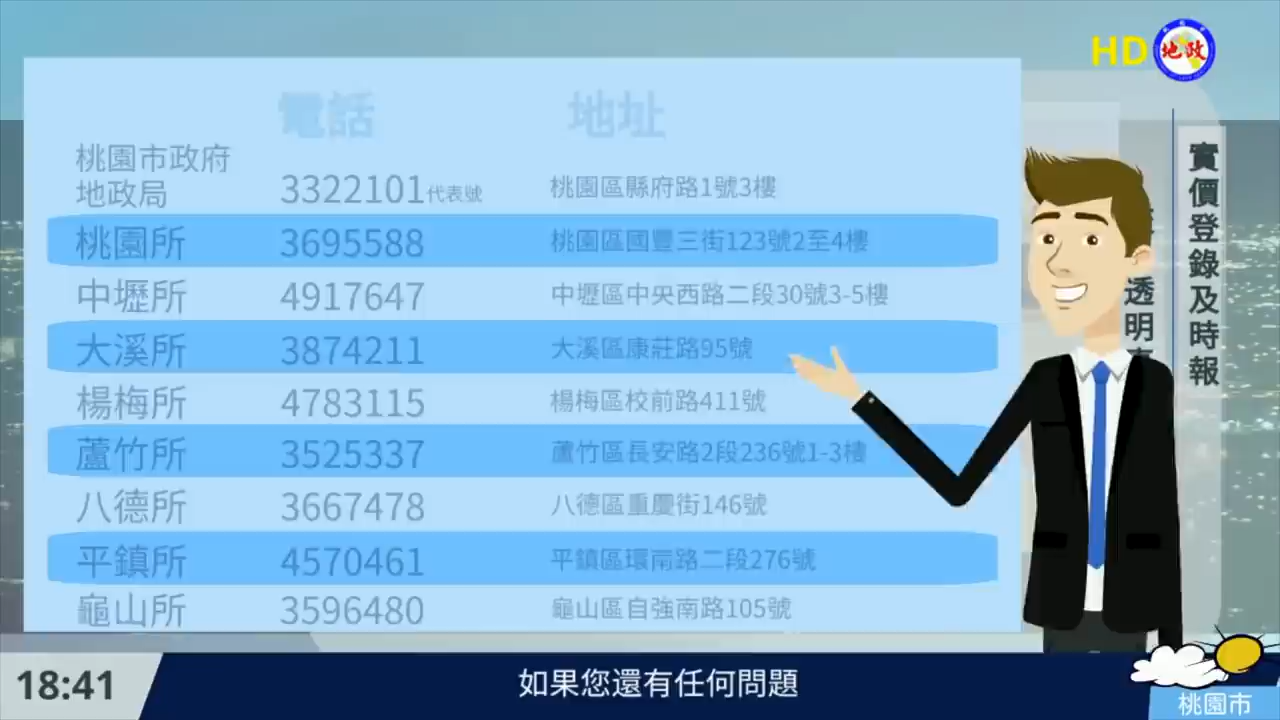 HD
地政
電話 地址
桃園市政府
地政局 3322101代表號 桃園區縣府路1號3樓
桃園所 3695588 桃園區國豐三街123號2至4樓
中壢所 4917647 中壢區中央西路二段30號3-5樓
大溪所 3874211 大溪區康莊路95號
楊梅所 4783115 楊梅區校前路411號
蘆竹所 3525337 蘆竹區長安路2段236號1-3樓
八德所 3667478 八德區重慶街146號
平鎮所 4570461 平鎮區環南路二段276號
龜山所 3596480 龜山區自強南路105號
實價登錄及時報
透明
18:41
如果您還有任何問題
桃園市